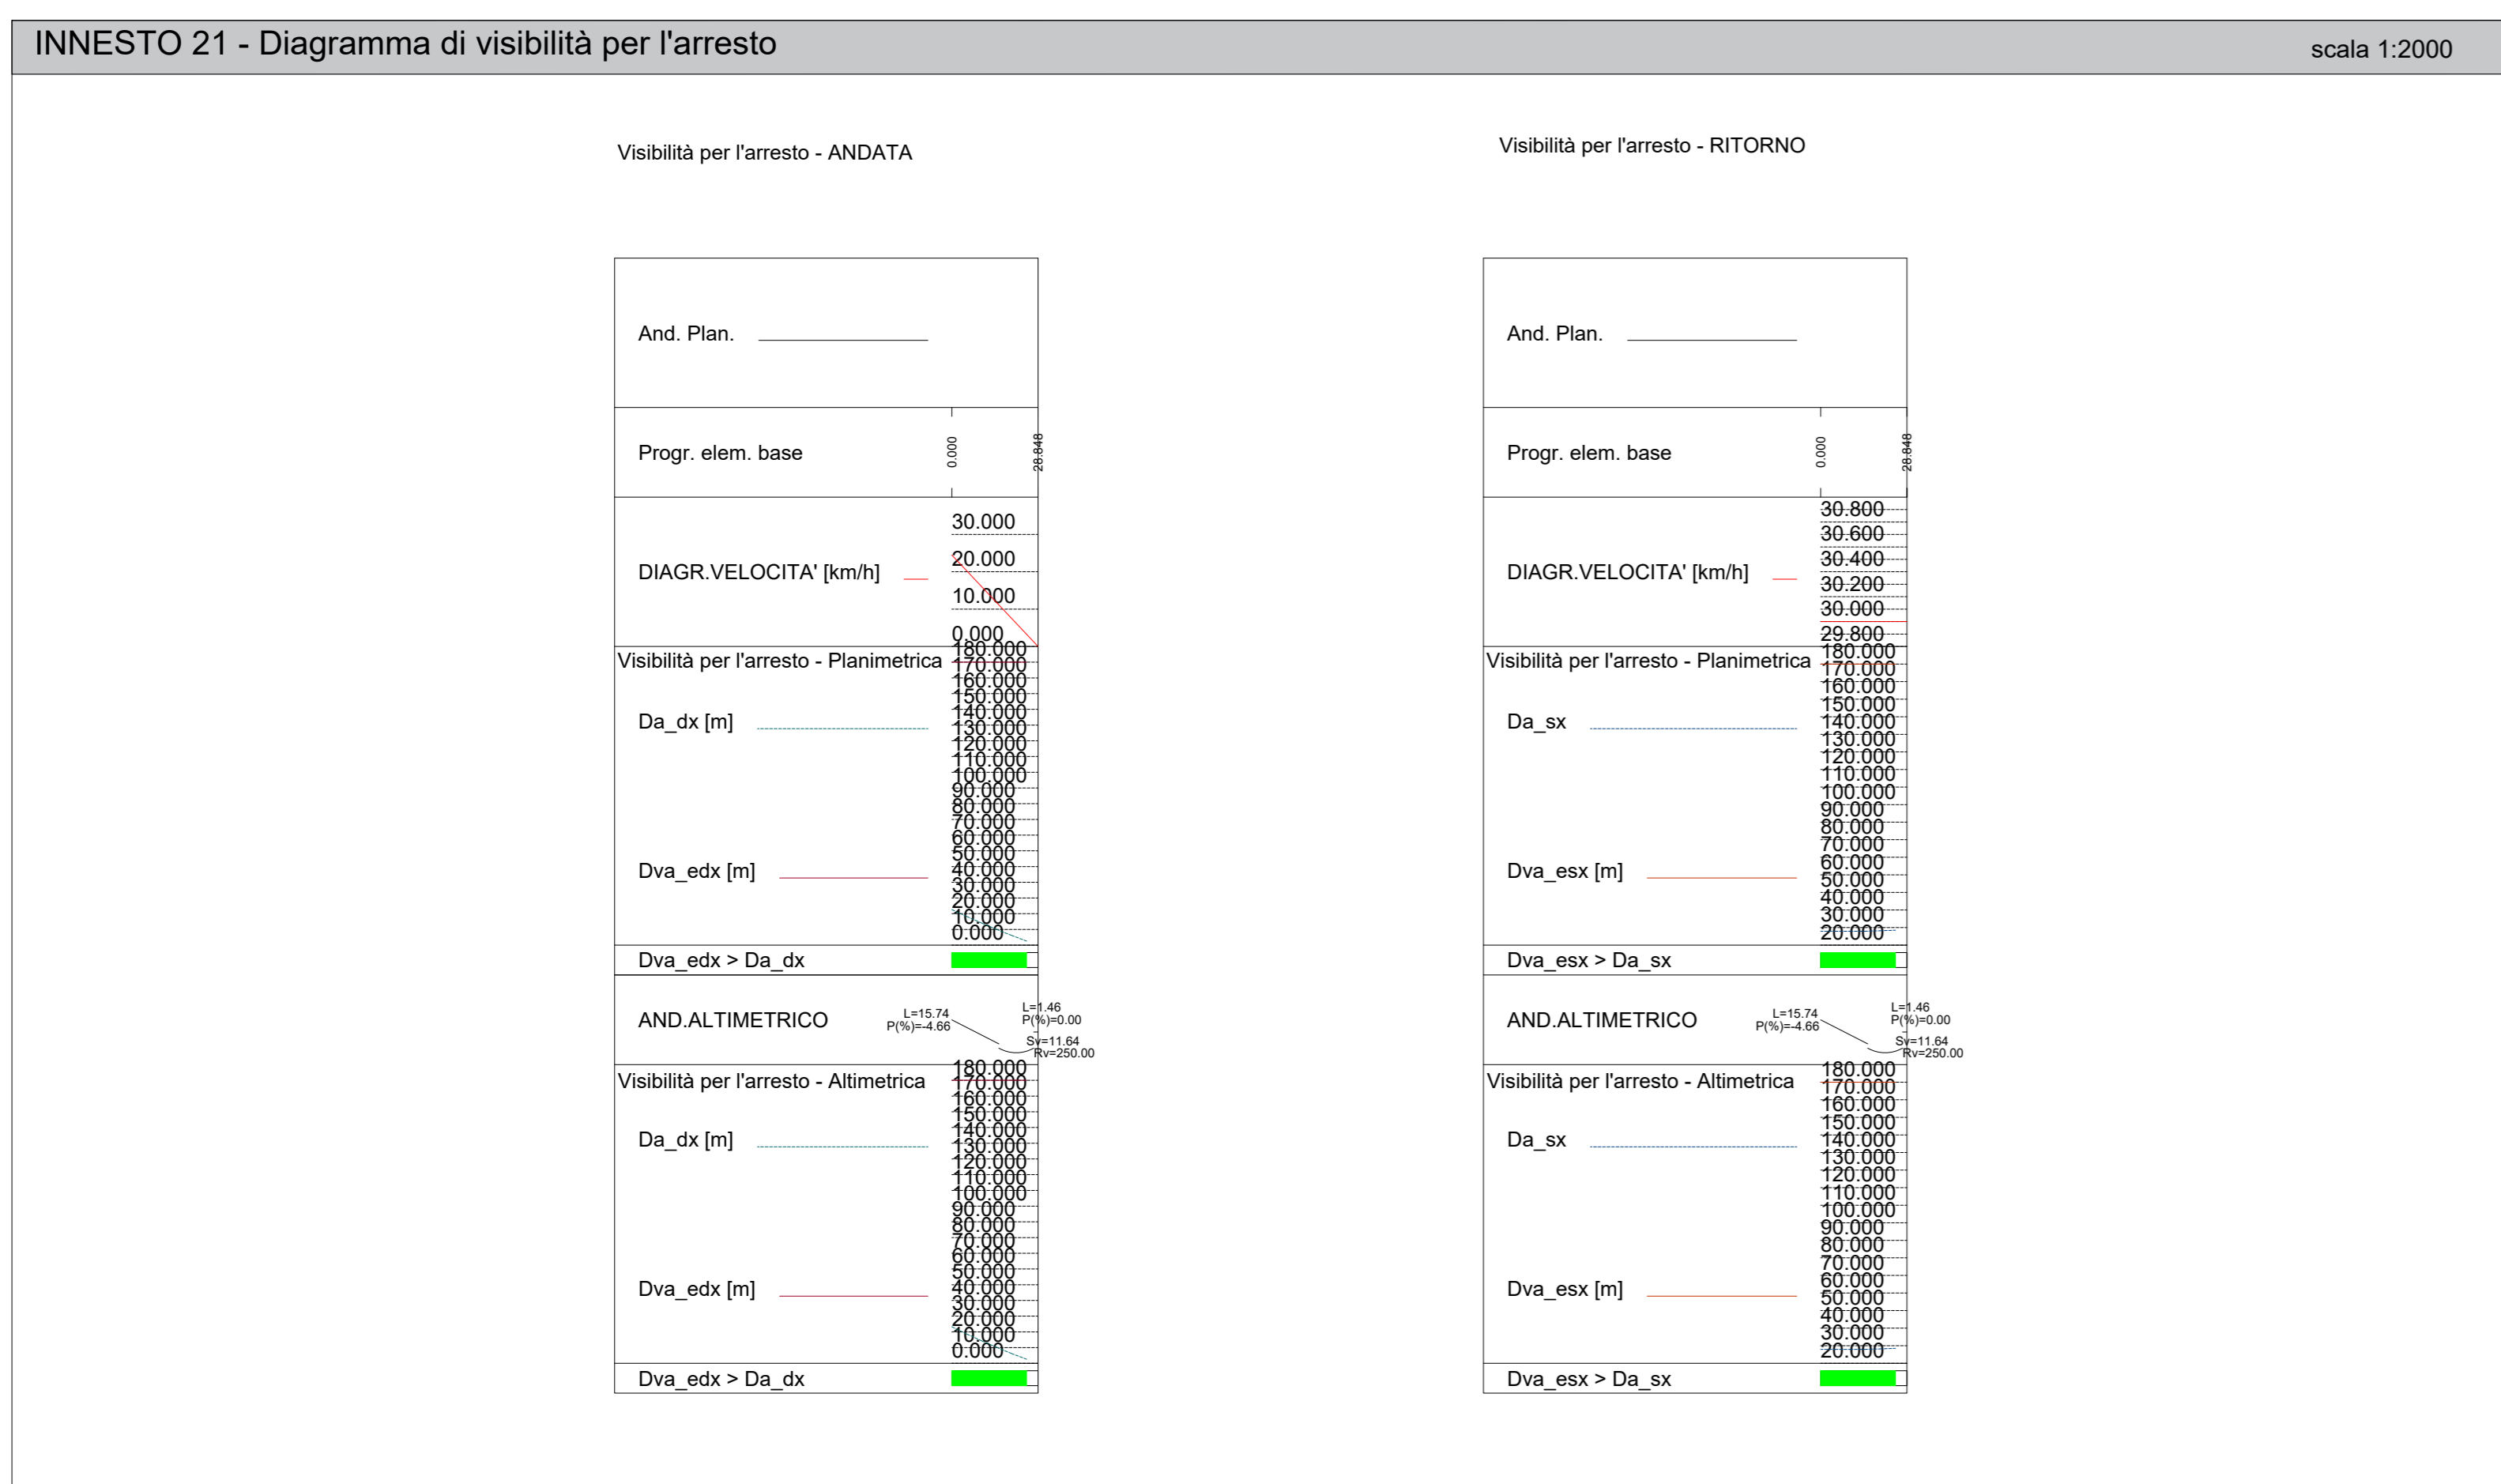 INNESTO 21 - Diagramma di visibilità per l'arresto
scala 1:2000
Visibilità per l'arresto - ANDATA
And. Plan.
Progr. elem. base
0.000
28.848
DIAGR.VELOCITA' [km/h]
30.000
20.000
10.000
0.000
Visibilità per l'arresto - Planimetrica
180.000
170.000
160.000
150.000
140.000
130.000
120.000
110.000
100.000
90.000
80.000
70.000
60.000
50.000
40.000
30.000
20.000
10.000
0.000
Da_dx [m]
Dva_edx [m]
Dva_edx > Da_dx
AND.ALTIMETRICO
L=15.74
P(%)=-4.66
L=1.46
P(%)=0.00
Sv=11.64
Rv=250.00
Visibilità per l'arresto - Altimetrica
180.000
170.000
160.000
150.000
140.000
130.000
120.000
110.000
100.000
90.000
80.000
70.000
60.000
50.000
40.000
30.000
20.000
10.000
0.000
Da_dx [m]
Dva_edx [m]
Dva_edx > Da_dx
Visibilità per l'arresto - RITORNO
And. Plan.
Progr. elem. base
0.000
28.848
DIAGR.VELOCITA' [km/h]
30.800
30.600
30.400
30.200
30.000
29.800
Visibilità per l'arresto - Planimetrica
180.000
170.000
160.000
150.000
140.000
130.000
120.000
110.000
100.000
90.000
80.000
70.000
60.000
50.000
40.000
30.000
20.000
Da_sx
Dva_esx [m]
Dva_esx > Da_sx
AND.ALTIMETRICO
L=15.74
P(%)=-4.66
L=1.46
P(%)=0.00
Sv=11.64
Rv=250.00
Visibilità per l'arresto - Altimetrica
180.000
170.000
160.000
150.000
140.000
130.000
120.000
110.000
100.000
90.000
80.000
70.000
60.000
50.000
40.000
30.000
20.000
Da_sx
Dva_esx [m]
Dva_esx > Da_sx